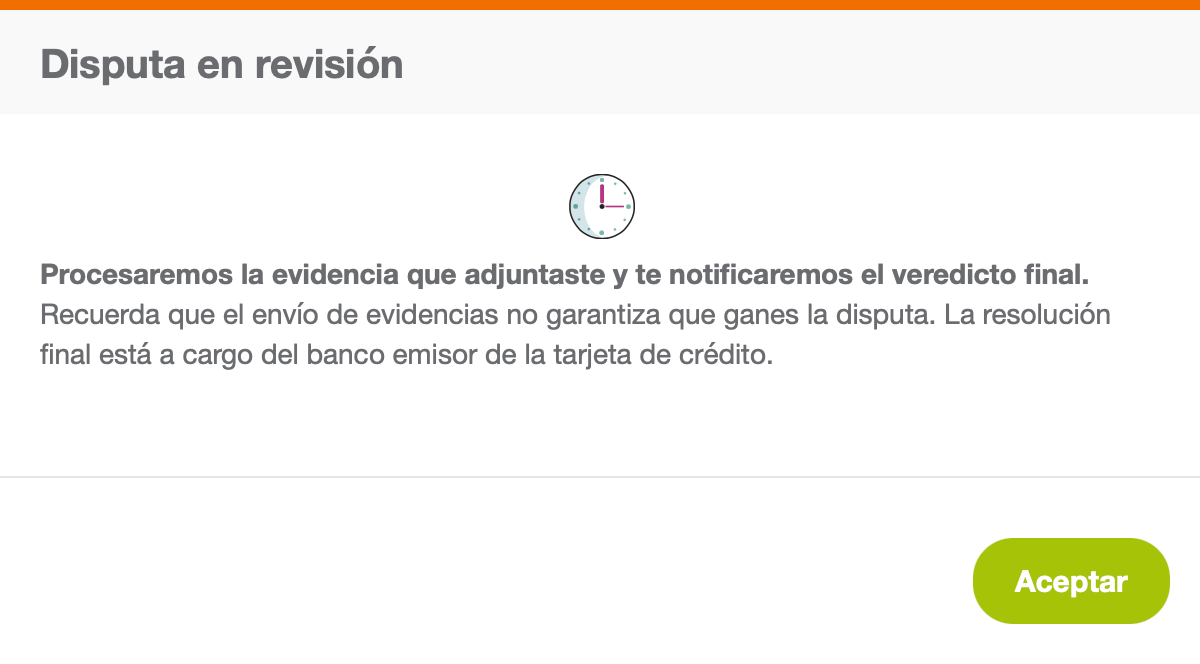 Disputa en revisión
Procesaremos la evidencia que adjuntaste y te notificaremos el veredicto final.
Recuerda que el envío de evidencias no garantiza que ganes la disputa. La resolución
final está a cargo del banco emisor de la tarjeta de crédito.
Aceptar